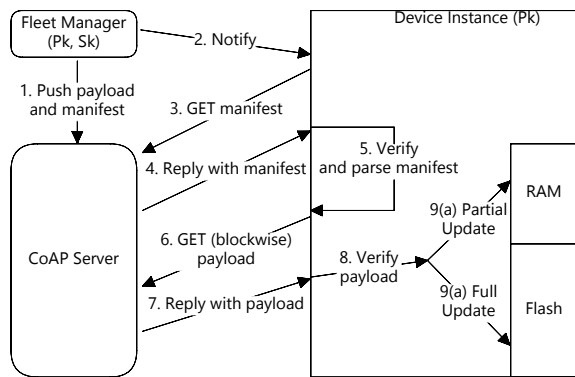 Fleet Manager
(Pk, Sk)
Device Instance (Pk)
2. Notify
1. Push payload
and manifest
3. GET manifest
4. Reply with manifest
5. Verify
and parse manifest
6. GET (blockwise)
payload
7. Reply with payload
8. Verify
payload
9(a) Partial
Update
9(a) Full
Update
RAM
Flash
CoAP Server